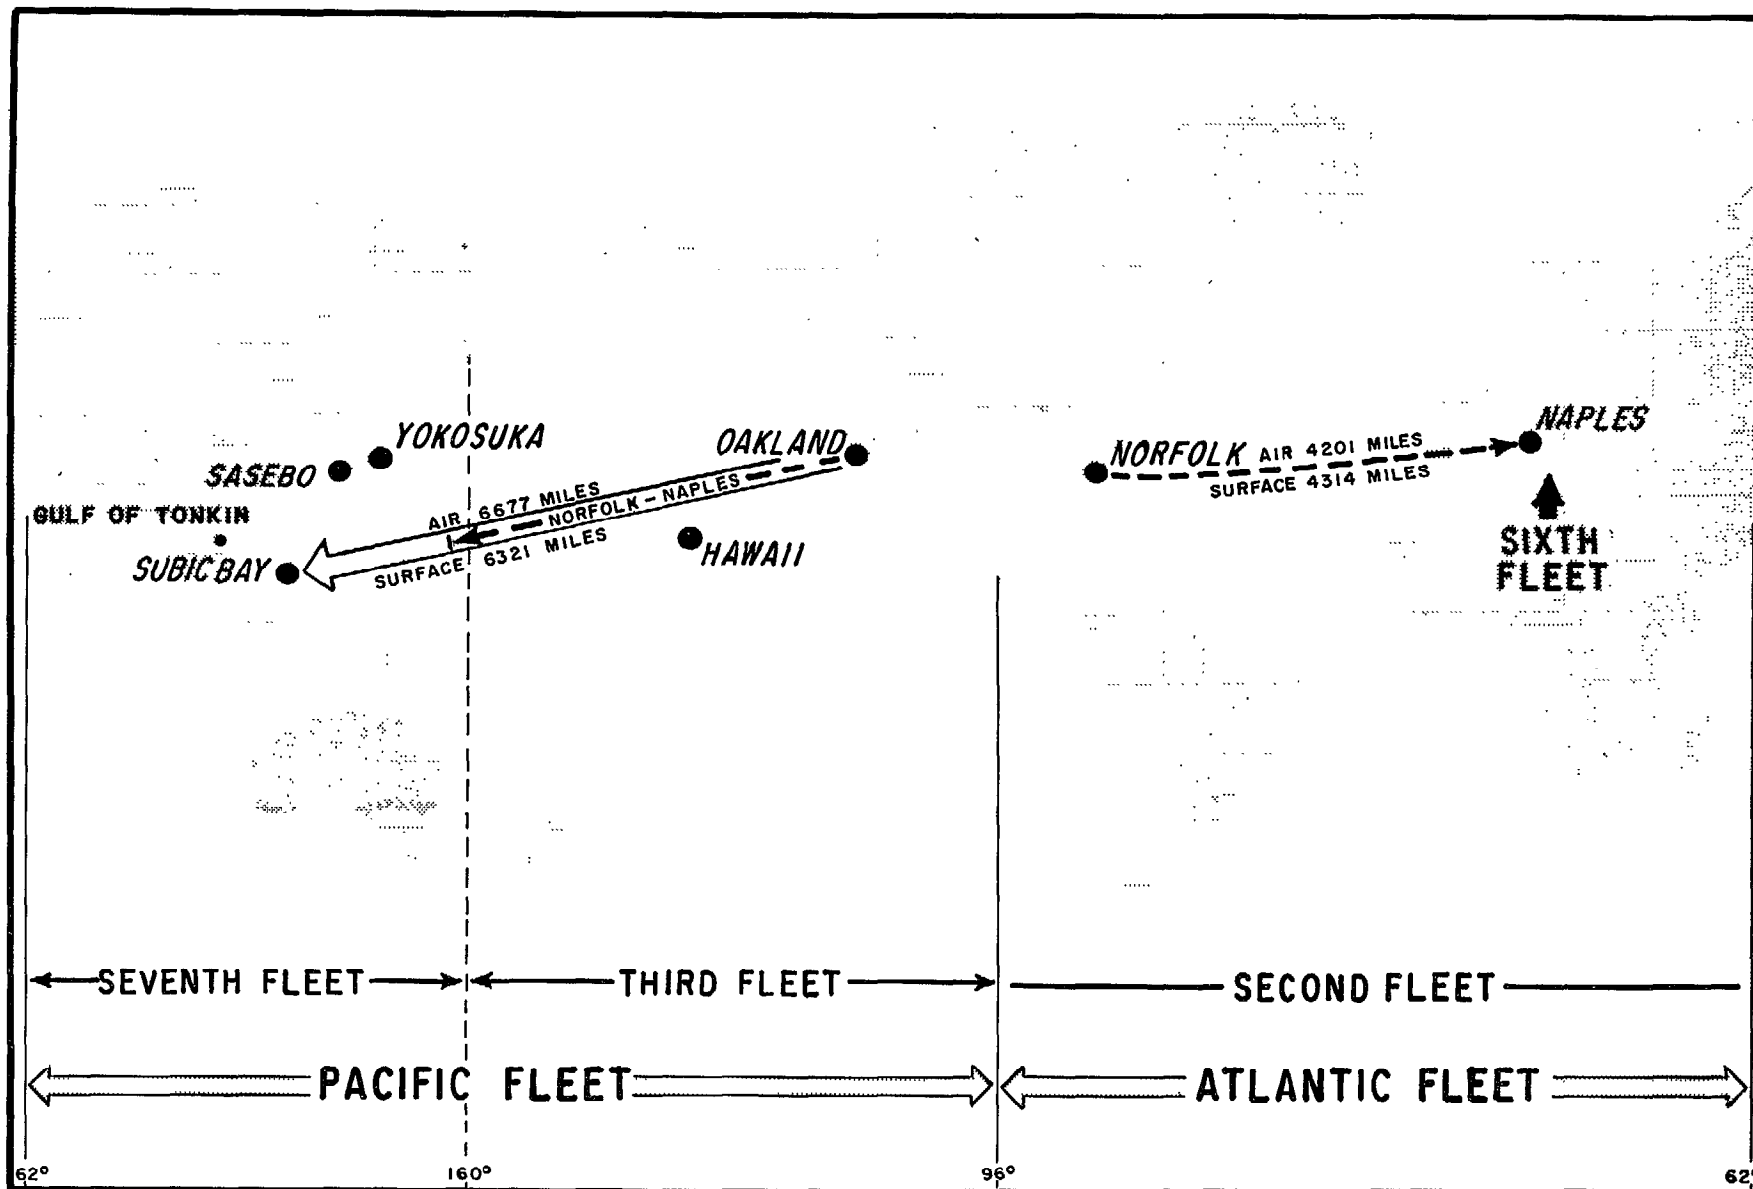 YOKOSUKA
SASEBO
GULF OF TONKIN
SUBIC BAY
OAKLAND
AIR 6677 MILES
NORFOLK - NAPLES
SURFACE 6321 MILES
HAWAII
NORFOLK
AIR 4201 MILES
SURFACE 4314 MILES
NAPLES
SIXTH
FLEET
SEVENTH FLEET
THIRD FLEET
SECOND FLEET
PACIFIC FLEET
ATLANTIC FLEET
62°
160°
96°
62°